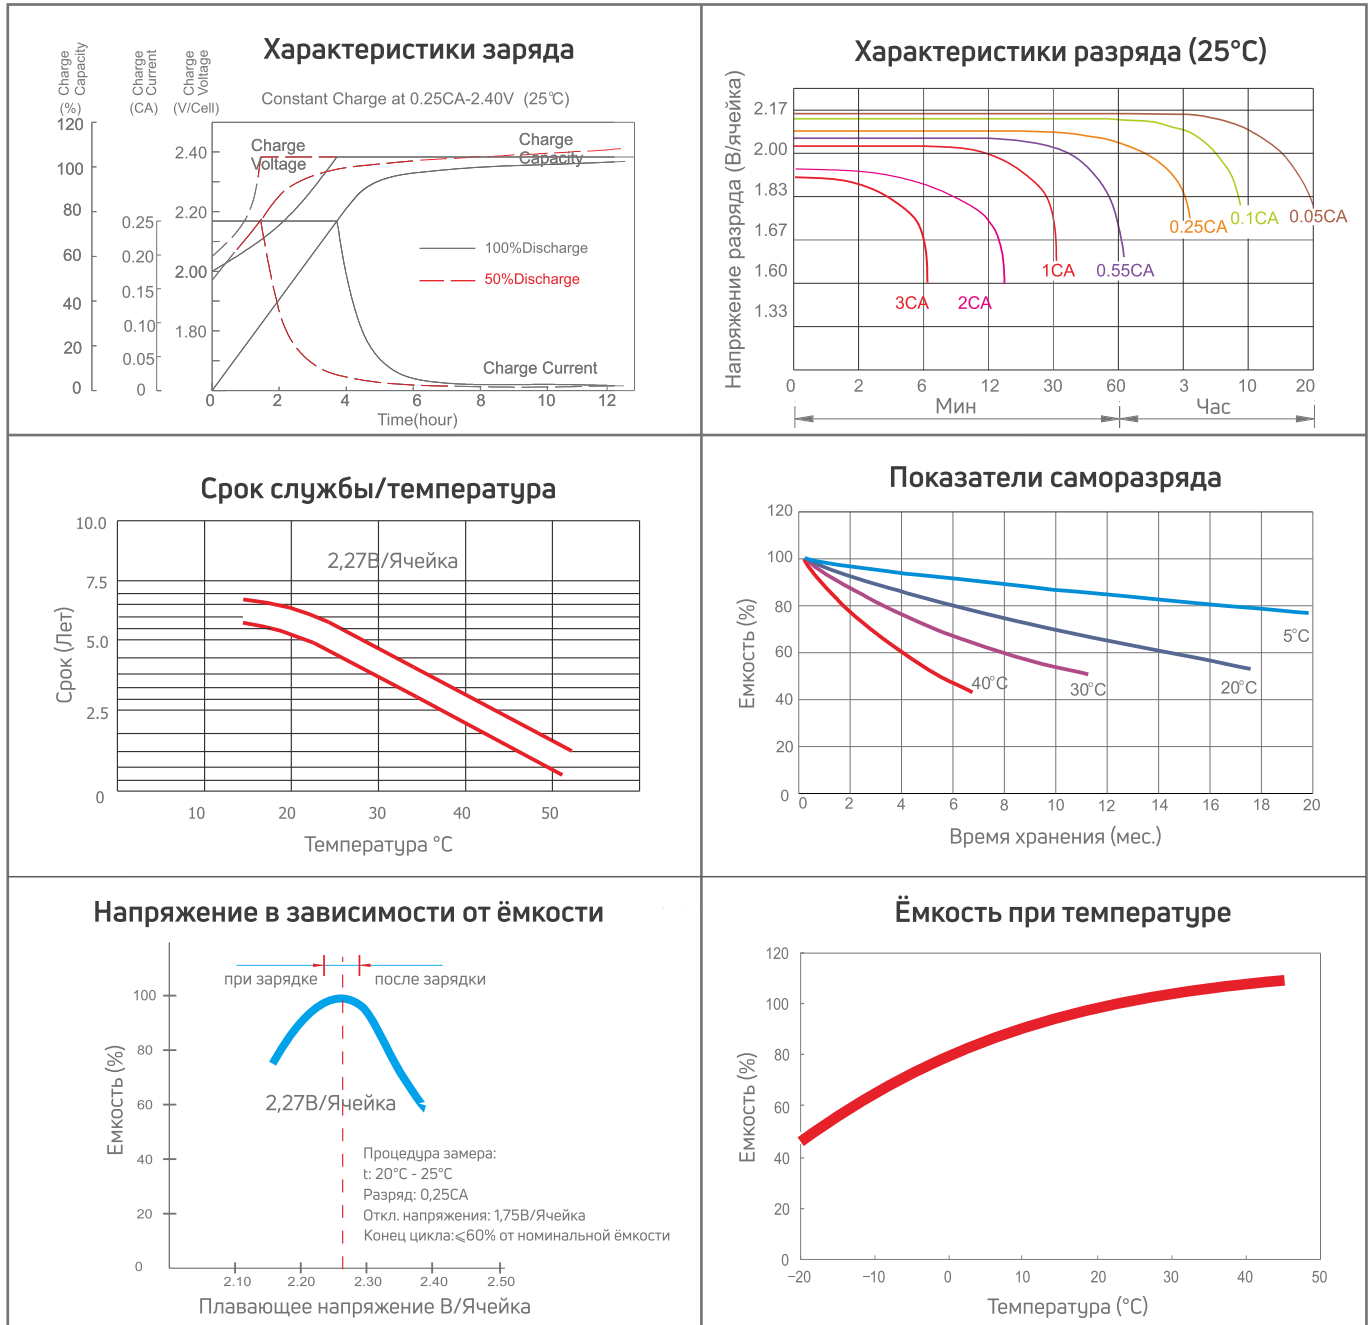 Характеристики заряда
Charge
Capacity
(%)
Charge
Current
(CA)
Charge
Voltage
(V/Cell)
Constant Charge at 0.25CA-2.40V (25℃)
120
100
80
60
40
20
0
0.25
0.20
0.15
0.10
0.05
0
2.40
2.20
2.00
1.80
Charge
Voltage
Charge
Capacity
100%Discharge
50%Discharge
Charge Current
0 2 4 6 8 10 12
Time(hour)
Характеристики разряда (25°C)
Напряжение разряда (В/ячейка)
2.17
2.00
1.83
1.67
1.60
1.33
3CA
2CA
1CA
0.55CA
0.25CA
0.1CA
0.05CA
0 2 6 12 30 60 3 10 20
Мин
Час
Срок службы/температура
Срок (Лет)
10.0
7.5
5.0
2.5
0
2,27В/Ячейка
10 20 30 40 50
Температура °C
Показатели саморазряда
Емкость (%)
120
100
80
60
40
20
0
5°C
20°C
30°C
40°C
0 2 4 6 8 10 12 14 16 18 20
Время хранения (мес.)
Напряжение в зависимости от ёмкости
при зарядке
после зарядки
Емкость (%)
100
80
60
40
20
0
2,27В/Ячейка
Процедура замера:
t: 20°C - 25°C
Разряд: 0,25СА
Откл. напряжения: 1,75В/Ячейка
Конец цикла:⩽60% от номинальной ёмкости
2.10 2.20 2.30 2.40 2.50
Плавающее напряжение В/Ячейка
Ёмкость при температуре
Емкость (%)
120
100
80
60
40
20
0
−20 −10 0 10 20 30 40 50
Температура (°C)